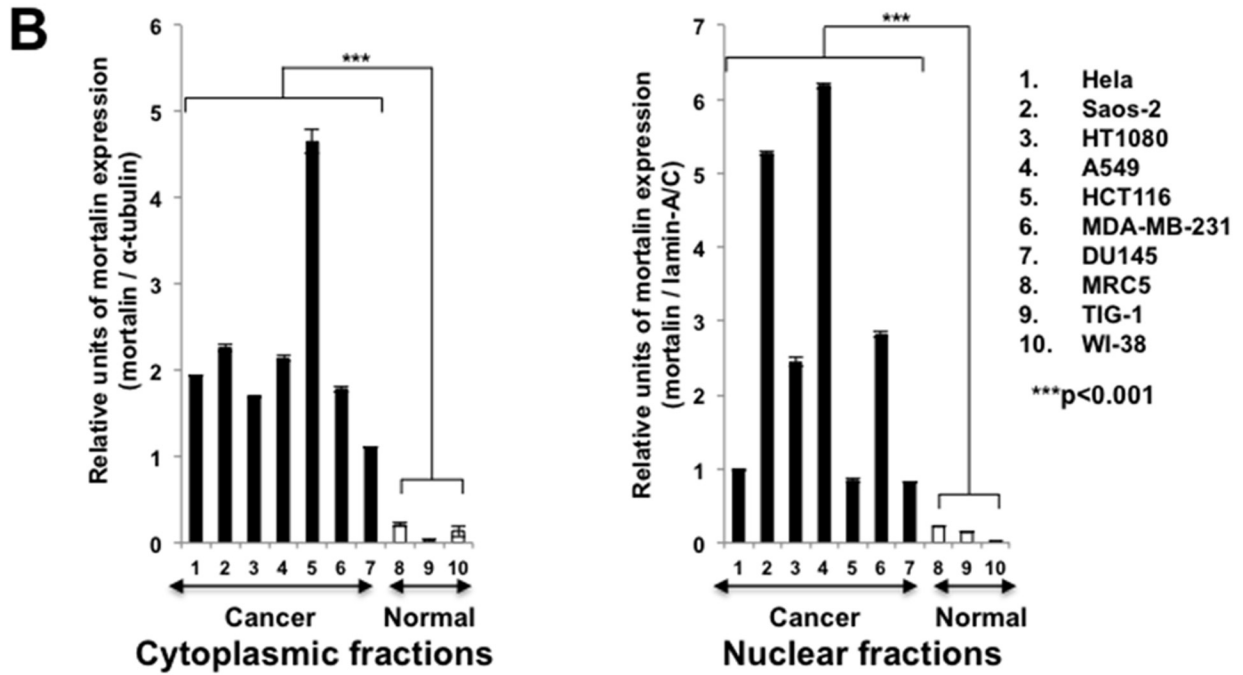 B
Relative units of mortalin expression
(mortalin / α-tubulin)
6
5
4
3
2
1
0
***
1 2 3 4 5 6 7 8 9 10
Cancer Normal
Cytoplasmic fractions
Relative units of mortalin expression
(mortalin / lamin-A/C)
7
6
5
4
3
2
1
0
***
1 2 3 4 5 6 7 8 9 10
Cancer Normal
Nuclear fractions
1. Hela
2. Saos-2
3. HT1080
4. A549
5. HCT116
6. MDA-MB-231
7. DU145
8. MRC5
9. TIG-1
10. WI-38
***p<0.001